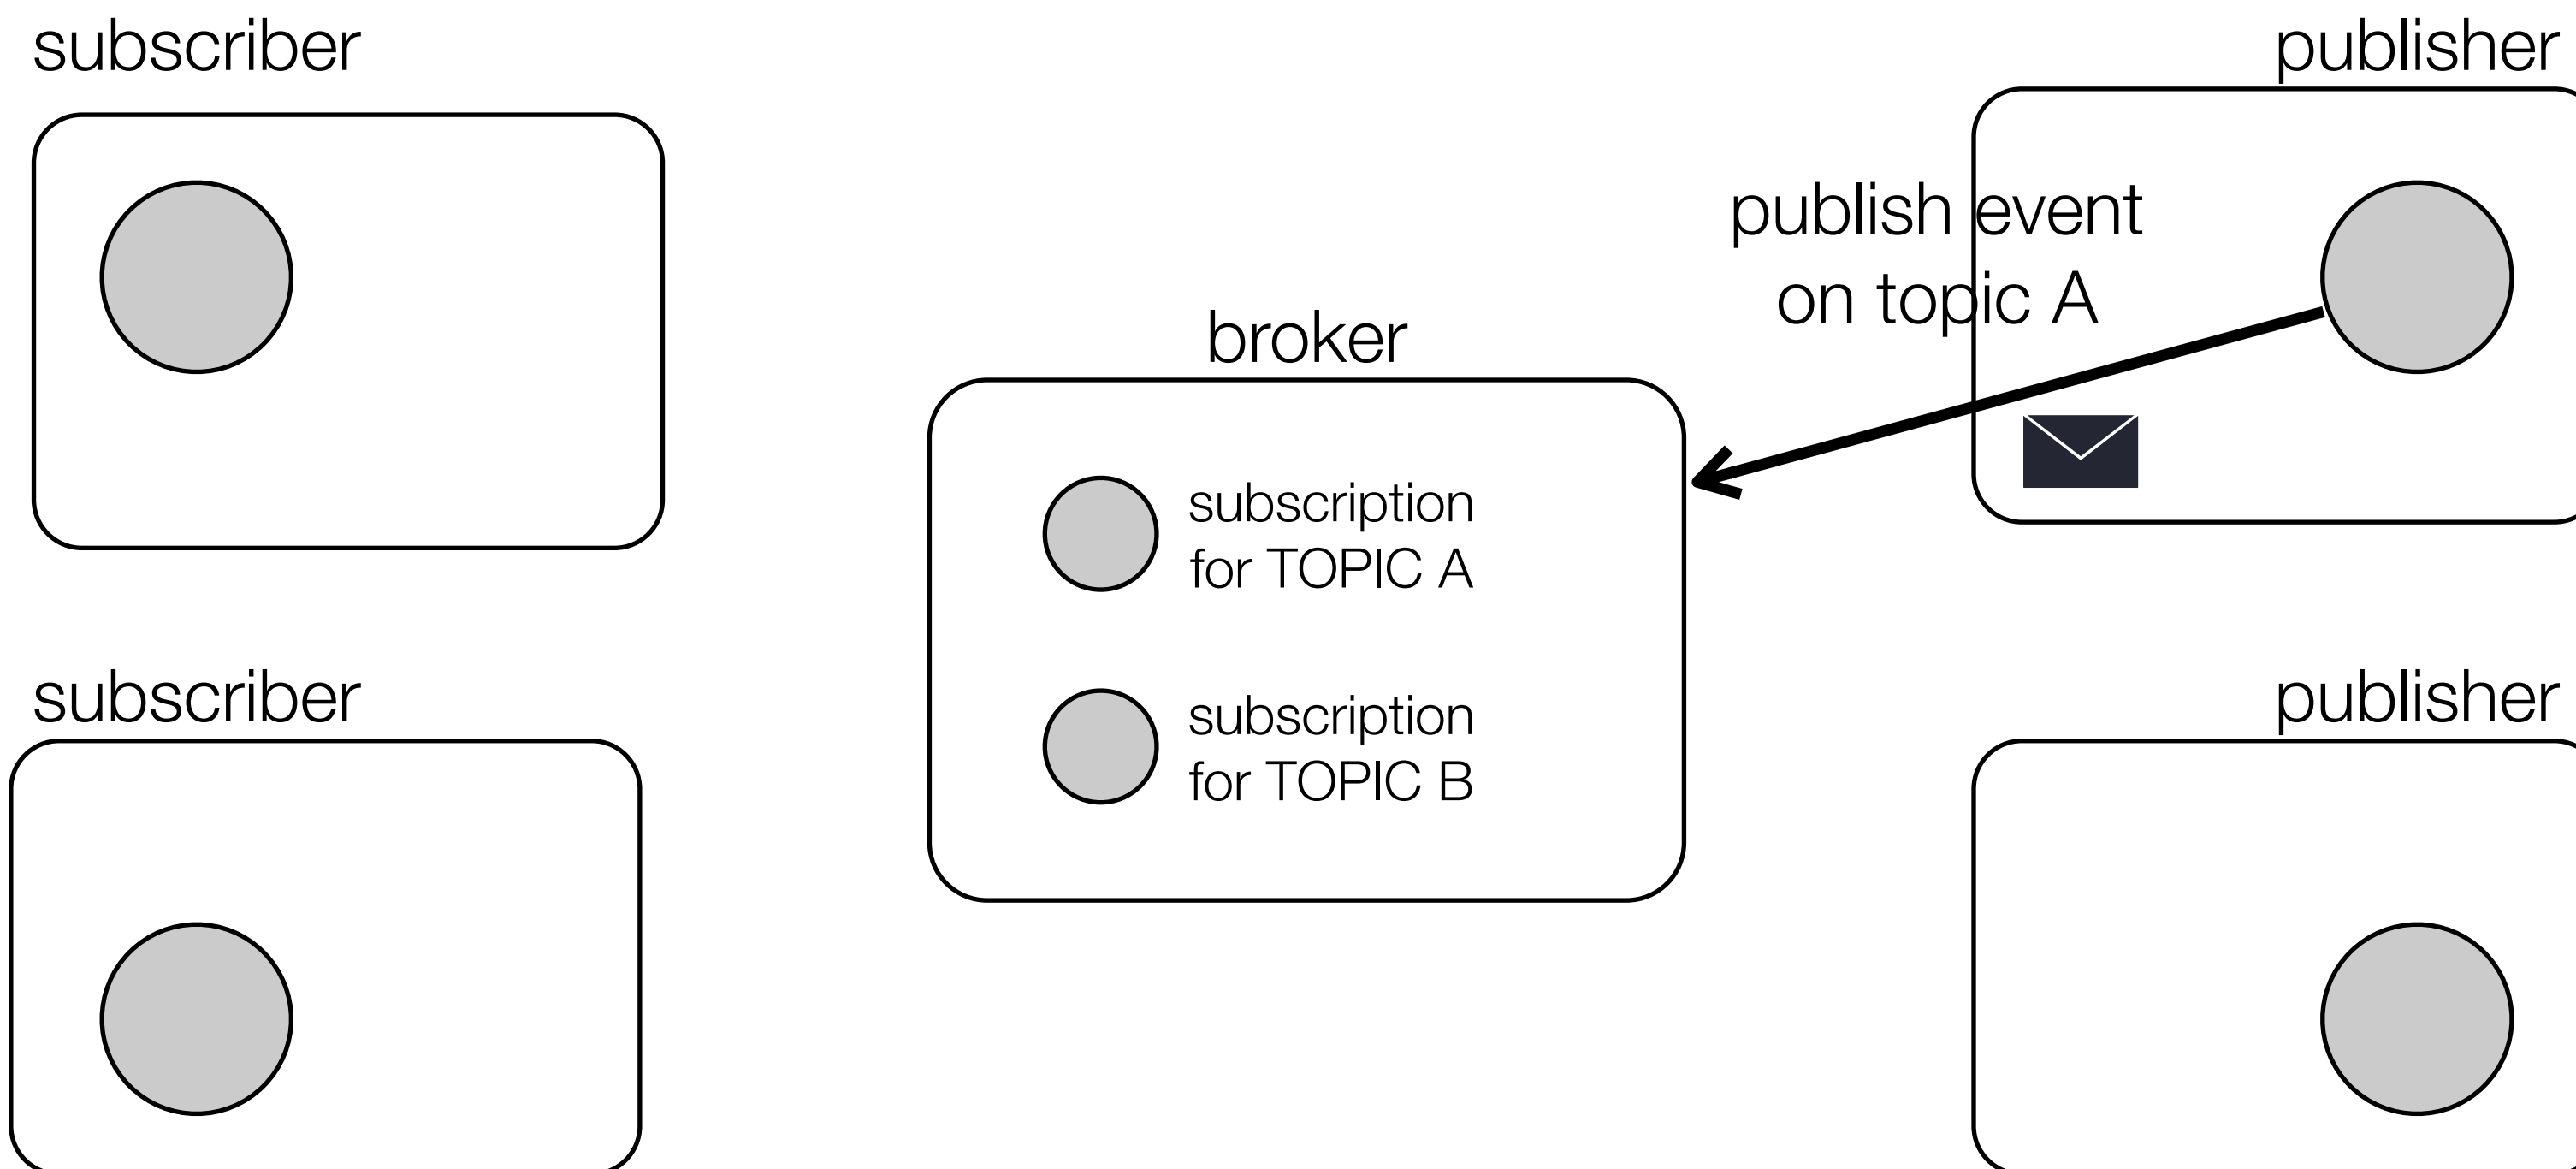 subscriber
publisher
publish event
on topic A
broker
subscription
for TOPIC A
subscriber
subscription
for TOPIC B
publisher